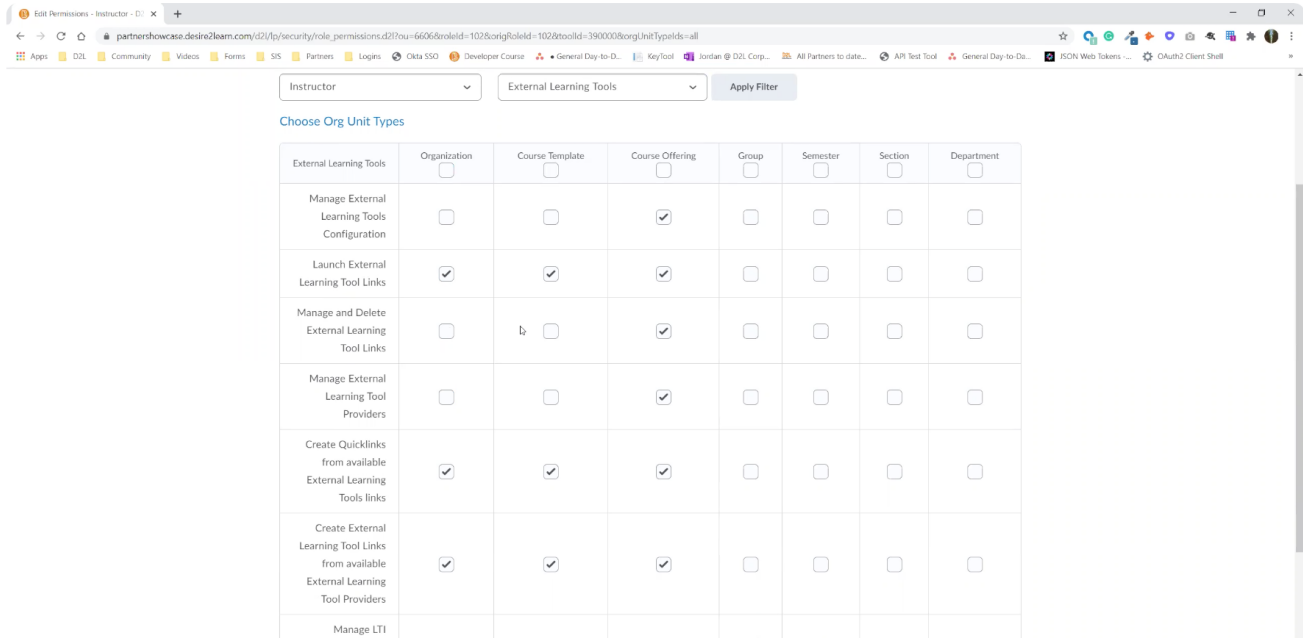 Edit Permissions - Instructor - D2
partnershowcase.desire2learn.com/d2l/lp/security/role_permissions.d2l?ou=6606&roleId=102&origRoleId=102&toolId=390000&orgUnitTypeIds=all
Apps D2L Community Videos Forms SIS Partners Logins Okta SSO Developer Course • General Day-to-D... KeyTool Jordan @ D2L Corp... All Partners to date... API Test Tool General Day-to-Da... JSON Web Tokens -... OAuth2 Client Shell »
Instructor External Learning Tools Apply Filter
Choose Org Unit Types
External Learning Tools Organization Course Template Course Offering Group Semester Section Department
Manage External
Learning Tools
Configuration
Launch External
Learning Tool Links
Manage and Delete
External Learning
Tool Links
Manage External
Learning Tool
Providers
Create Quicklinks
from available
External Learning
Tools links
Create External
Learning Tool Links
from available
External Learning
Tool Providers
Manage LTI